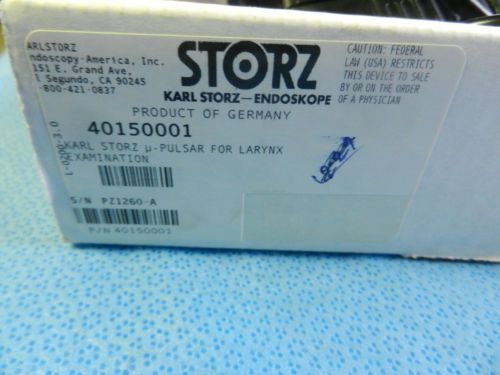 ARLSTORZ
ndoscopy-America, Inc.
151 E. Grand Ave,
l Segundo, CA 90245
-800-421-0837
STORZ
KARL STORZ—ENDOSKOPE
CAUTION: FEDERAL
LAW (USA) RESTRICTS
THIS DEVICE TO SALE
BY OR ON THE ORDER
OF A PHYSICIAN
PRODUCT OF GERMANY
40150001
KARL STORZ µ-PULSAR FOR LARYNX
EXAMINATION
S/N PZ1260-A
P/N 40150001